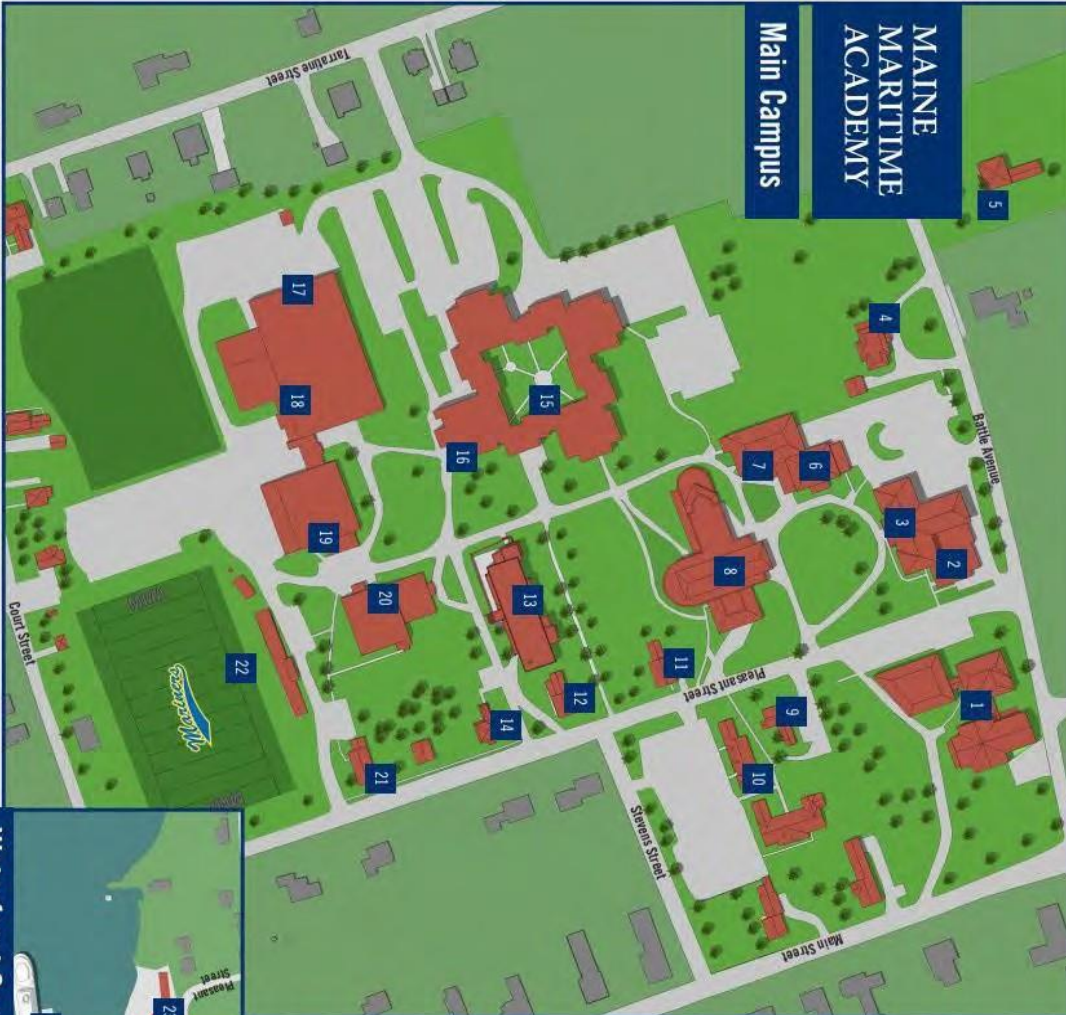 MAINE
MARITIME
ACADEMY
Main Campus
Tarratine Street
Battle Avenue
Pleasant Street
Stevens Street
Main Street
Court Street
Mariners
Pleasant
Street
1
2
3
4
5
6
7
8
9
10
11
12
13
14
15
16
17
18
19
20
21
22